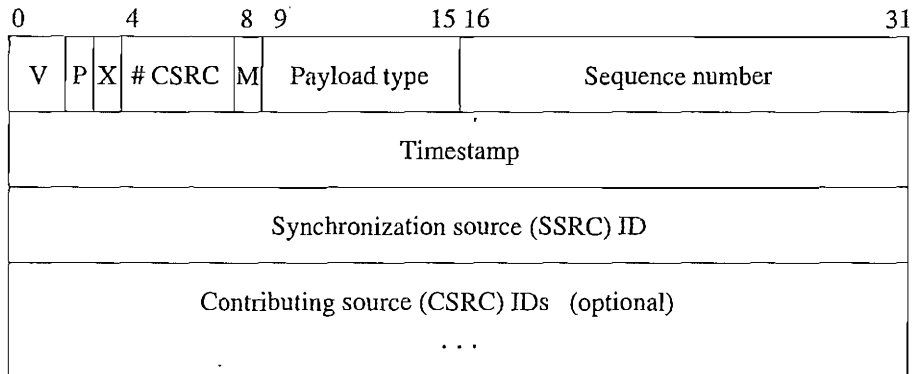 0 4 8 9 15 16 31
V P X # CSRC M Payload type Sequence number
Timestamp
Synchronization source (SSRC) ID
Contributing source (CSRC) IDs (optional)
. . .